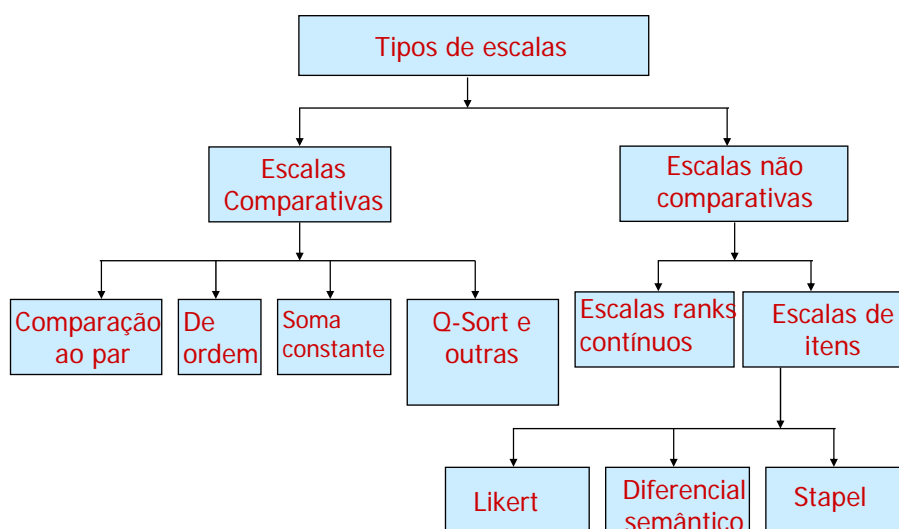 Tipos de escalas
Escalas
Comparativas
Escalas não
comparativas
Comparação
ao par
De
ordem
Soma
constante
Q-Sort e
outras
Escalas ranks
contínuos
Escalas de
itens
Likert
Diferencial
semântico
Stapel